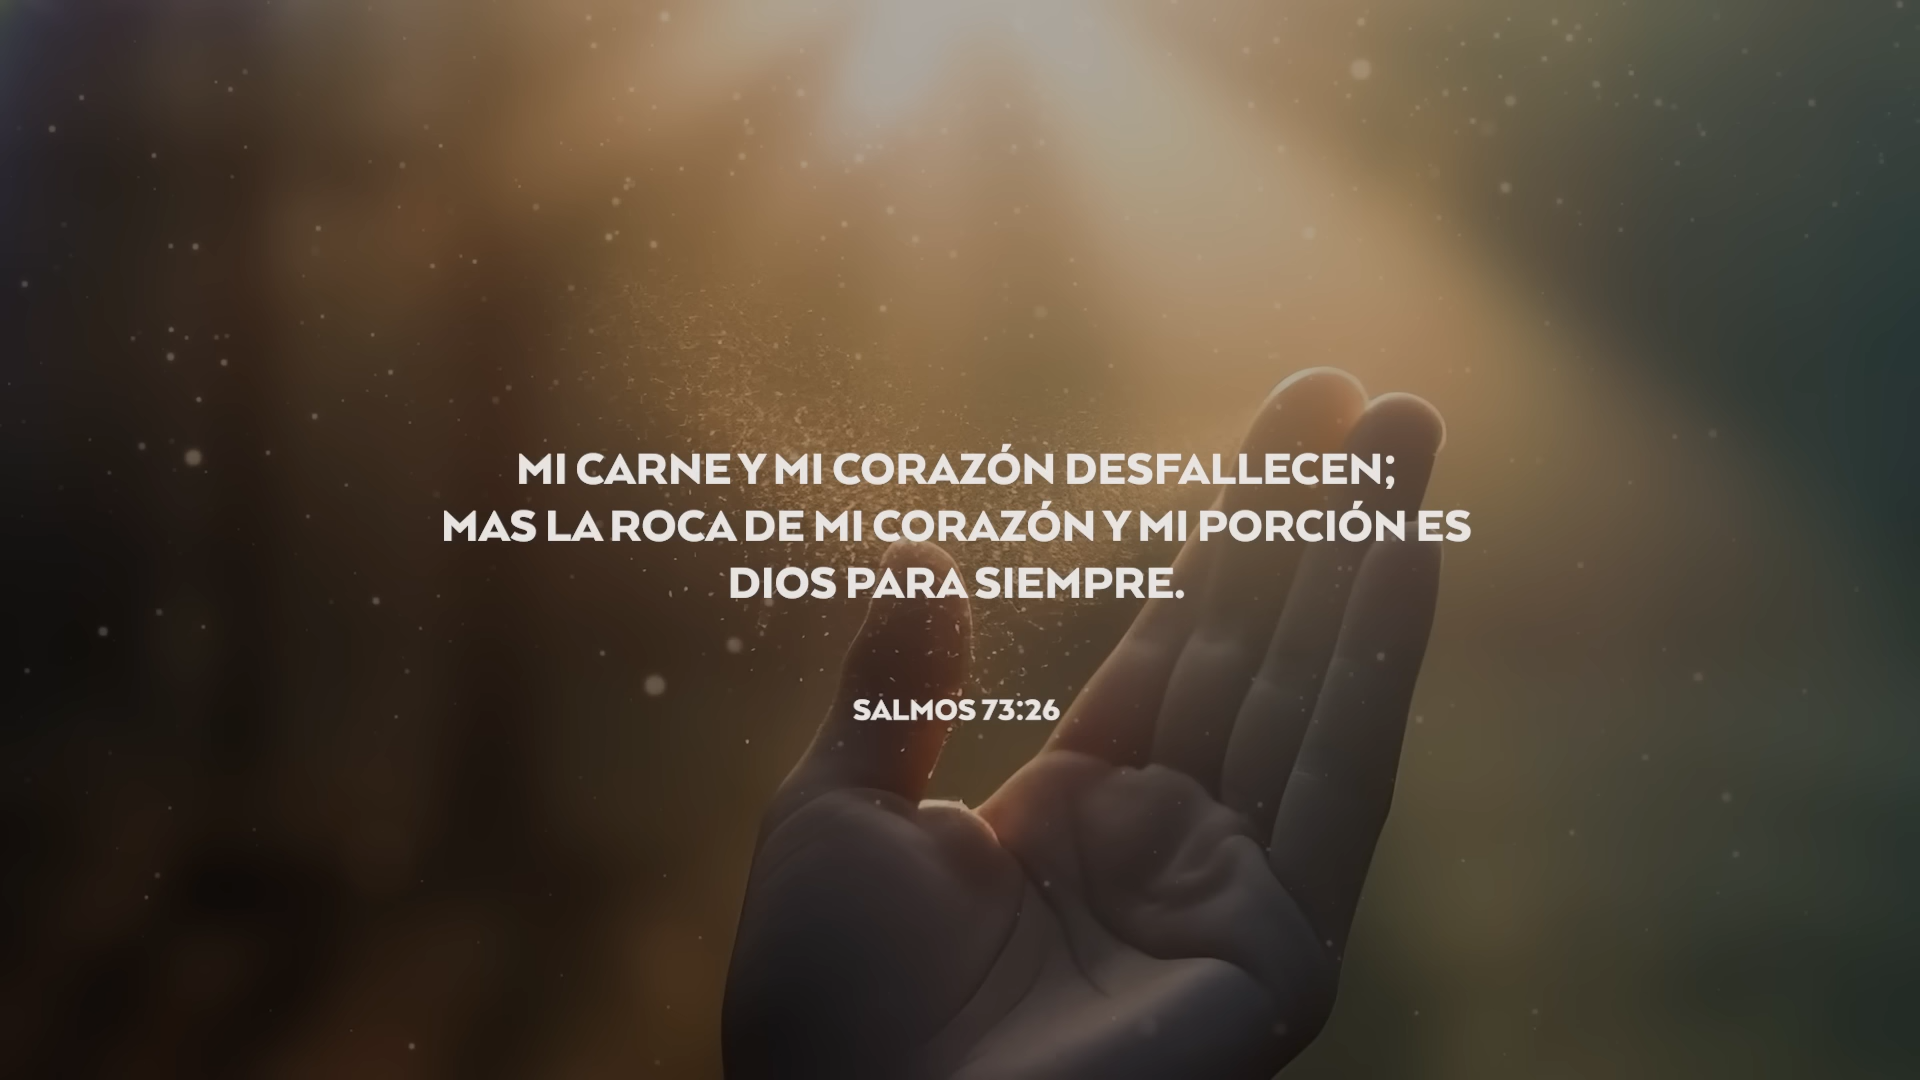 MI CARNE Y MI CORAZÓN DESFALLECEN;
MAS LA ROCA DE MI CORAZÓN Y MI PORCIÓN ES
DIOS PARA SIEMPRE.
SALMOS 73:26